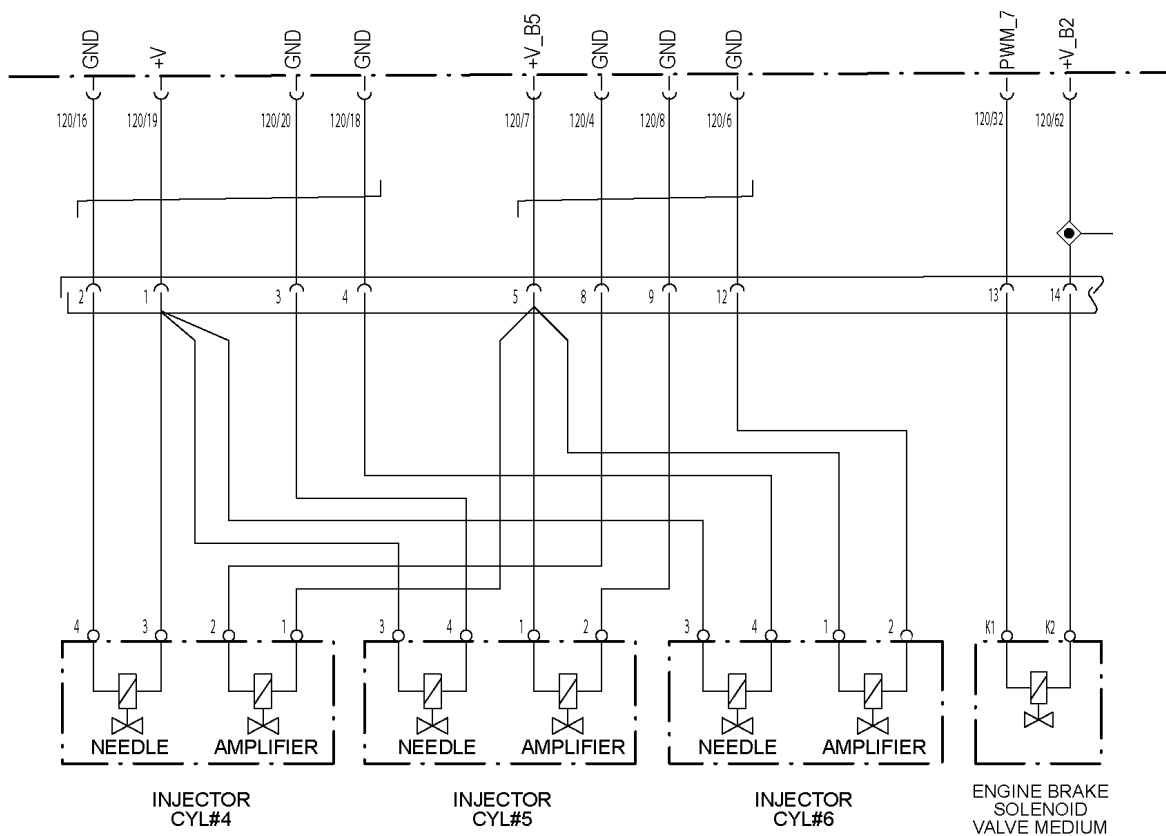 GND
+V
GND
GND
+V_B5
GND
GND
GND
PWM_7
+V_B2
120/16
120/19
120/20
120/18
120/7
120/4
120/8
120/6
120/32
120/62
2
1
3
4
5
8
9
12
13
14
4
3
2
1
3
4
1
2
3
4
1
2
K1
K2
NEEDLE
AMPLIFIER
NEEDLE
AMPLIFIER
NEEDLE
AMPLIFIER
INJECTOR
CYL#4
INJECTOR
CYL#5
INJECTOR
CYL#6
ENGINE BRAKE
SOLENOID
VALVE MEDIUM